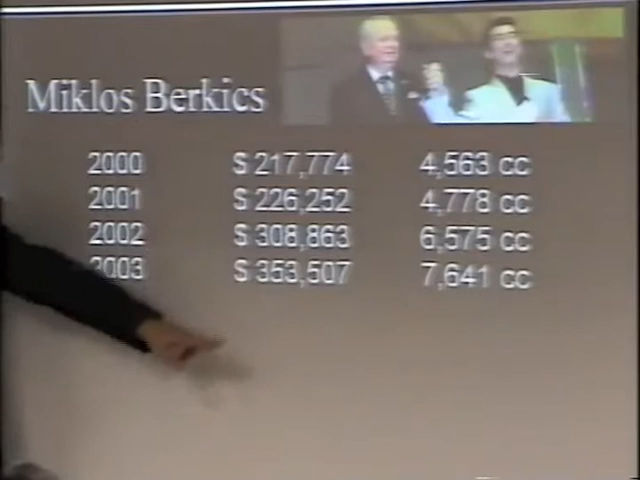 Miklos Berkics
2000 $ 217,774 4,563 cc
2001 $ 226,252 4,778 cc
2002 $ 308,863 6,575 cc
2003 $ 353,507 7,641 cc